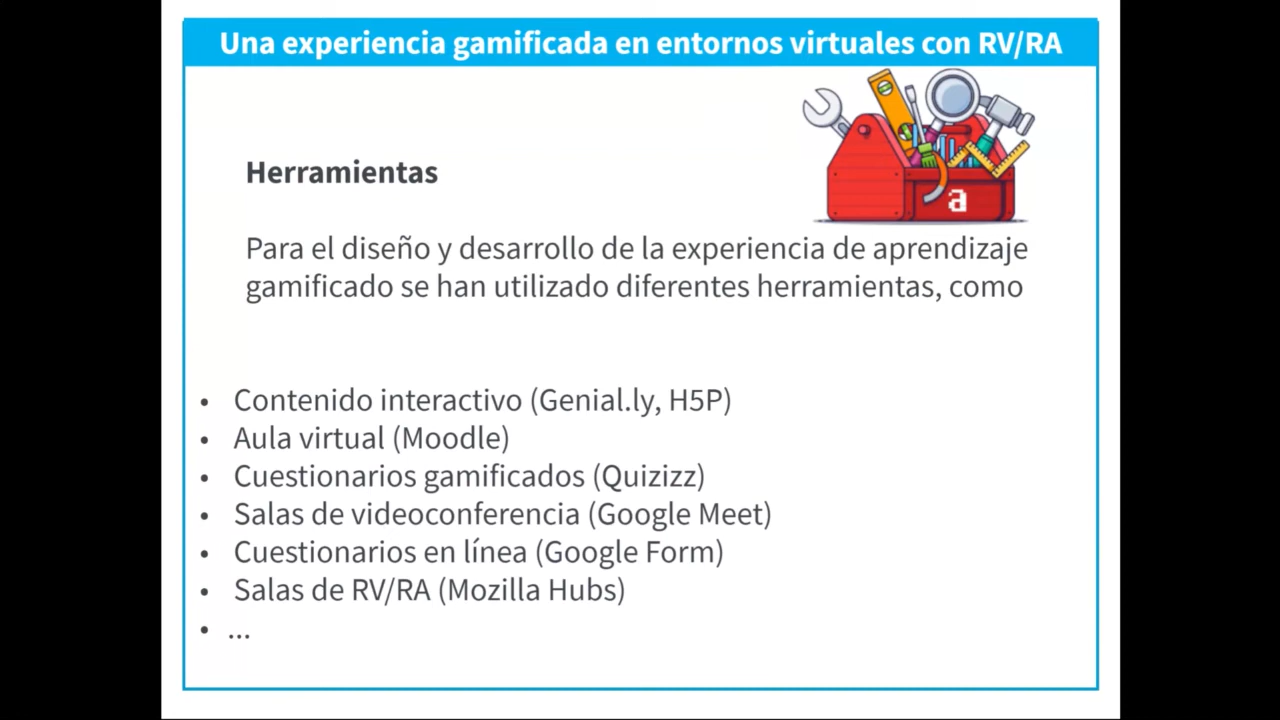 Una experiencia gamificada en entornos virtuales con RV/RA
a
Herramientas
Para el diseño y desarrollo de la experiencia de aprendizaje
gamificado se han utilizado diferentes herramientas, como
• Contenido interactivo (Genial.ly, H5P)
• Aula virtual (Moodle)
• Cuestionarios gamificados (Quizizz)
• Salas de videoconferencia (Google Meet)
• Cuestionarios en línea (Google Form)
• Salas de RV/RA (Mozilla Hubs)
• ...